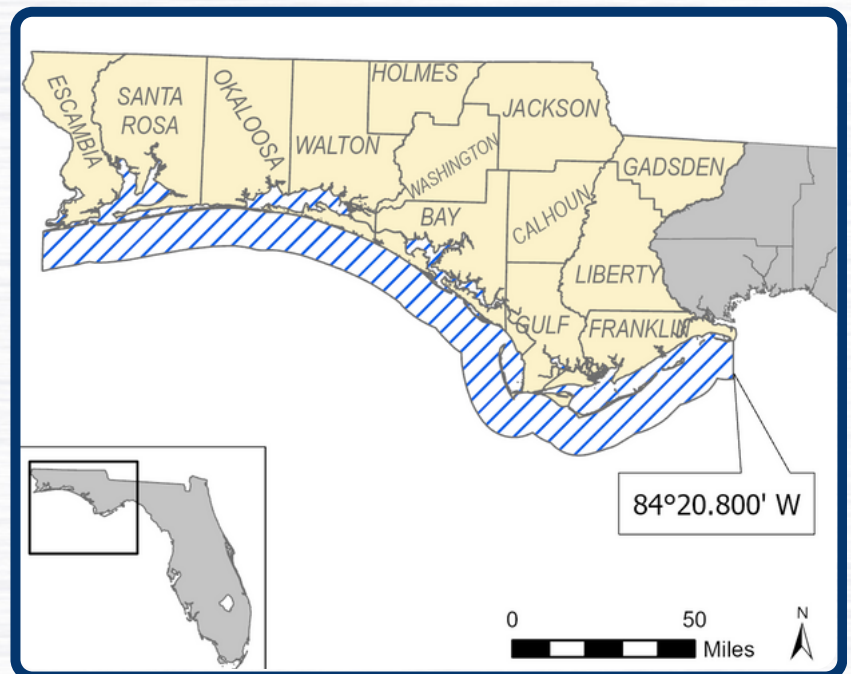 HOLMES
ESCAMBIA
SANTA
ROSA
OKALOOSA
WALTON
JACKSON
WASHINGTON
GADSDEN
BAY
CALHOUN
LIBERTY
GULF
FRANKLIN
84°20.800' W
0 50
Miles
N